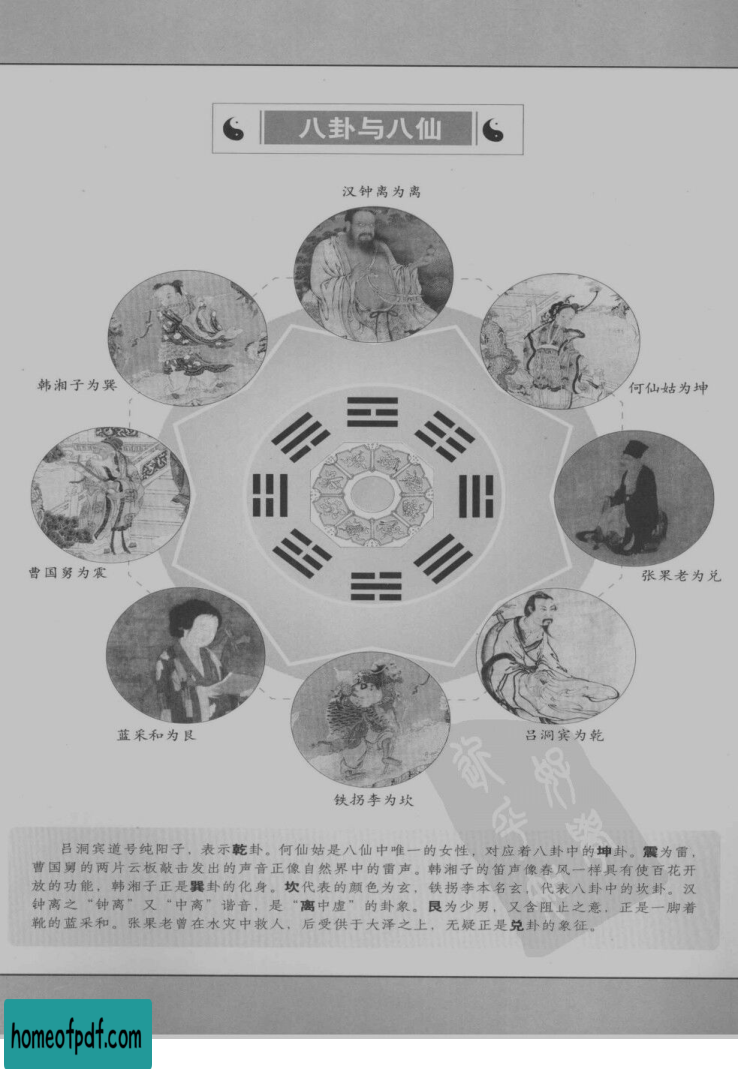 八卦与八仙
汉钟离为离
韩湘子为巽
何仙姑为坤
曹国舅为震
张果老为兑
蓝采和为艮
吕洞宾为乾
铁拐李为坎
吕洞宾道号纯阳子，表示乾卦。何仙姑是八仙中唯一的女性，对应着八卦中的坤卦。震为雷，
曹国舅的两片云板敲击发出的声音正像自然界中的雷声。韩湘子的笛声像春风一样具有使百花开
放的功能，韩湘子正是巽卦的化身。坎代表的颜色为玄，铁拐李本名玄，代表八卦中的坎卦。汉
钟离之“钟离”又“中离”谐音，是“离中虚”的卦象。艮为少男，又含阻止之意，正是一脚着
靴的蓝采和。张果老曾在水灾中救人，后受供于大泽之上，无疑正是兑卦的象征。
homeofpdf.com